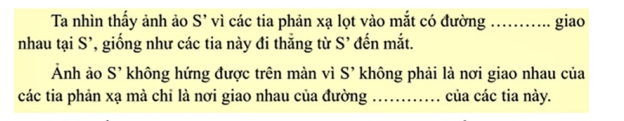 Ta nhìn thấy ảnh ảo S’ vì các tia phản xạ lọt vào mắt có đường ........... giao
nhau tại S’, giống như các tia này đi thẳng từ S’ đến mắt.
Ảnh ảo S’ không hứng được trên màn vì S’ không phải là nơi giao nhau của
các tia phản xạ mà chỉ là nơi giao nhau của đường ............ của các tia này.